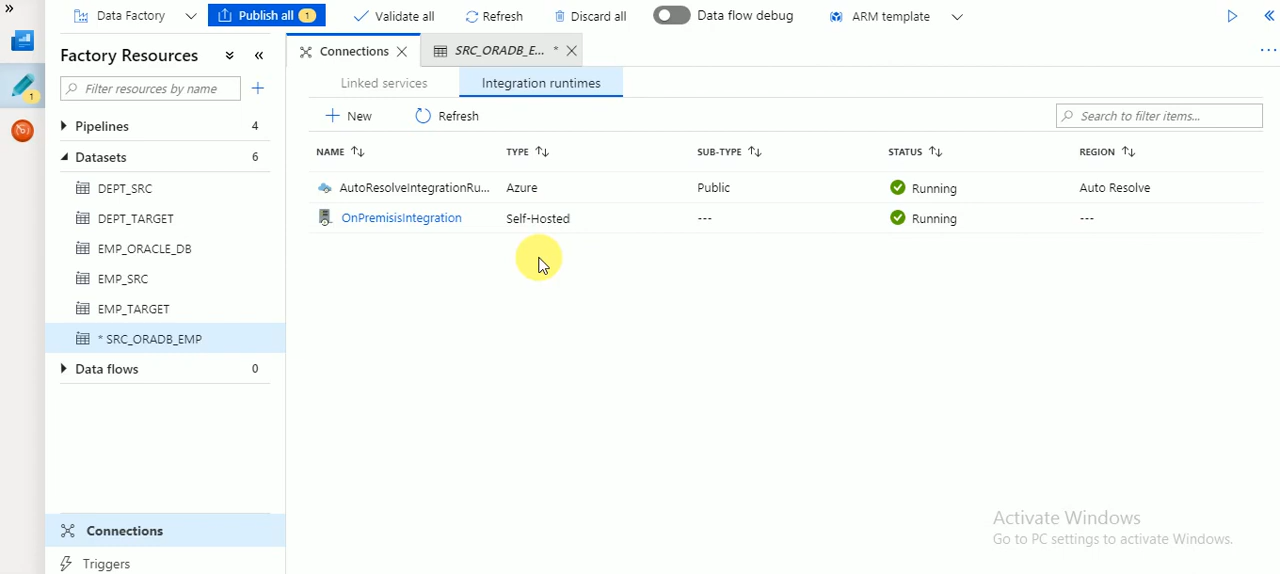 »
Data Factory
Publish all 1
Validate all
Refresh
Discard all
Data flow debug
ARM template
«
Factory Resources
«
Filter resources by name
+
Pipelines 4
Datasets 6
DEPT_SRC
DEPT_TARGET
EMP_ORACLE_DB
EMP_SRC
EMP_TARGET
* SRC_ORADB_EMP
Data flows 0
Connections
Triggers
1
Connections
SRC_ORADB_E... *
...
Linked services
Integration runtimes
+ New
Refresh
Search to filter items...
NAME TYPE SUB-TYPE STATUS REGION
AutoResolveIntegrationRu... Azure Public Running Auto Resolve
OnPremisisIntegration Self-Hosted --- Running ---
Activate Windows
Go to PC settings to activate Windows.